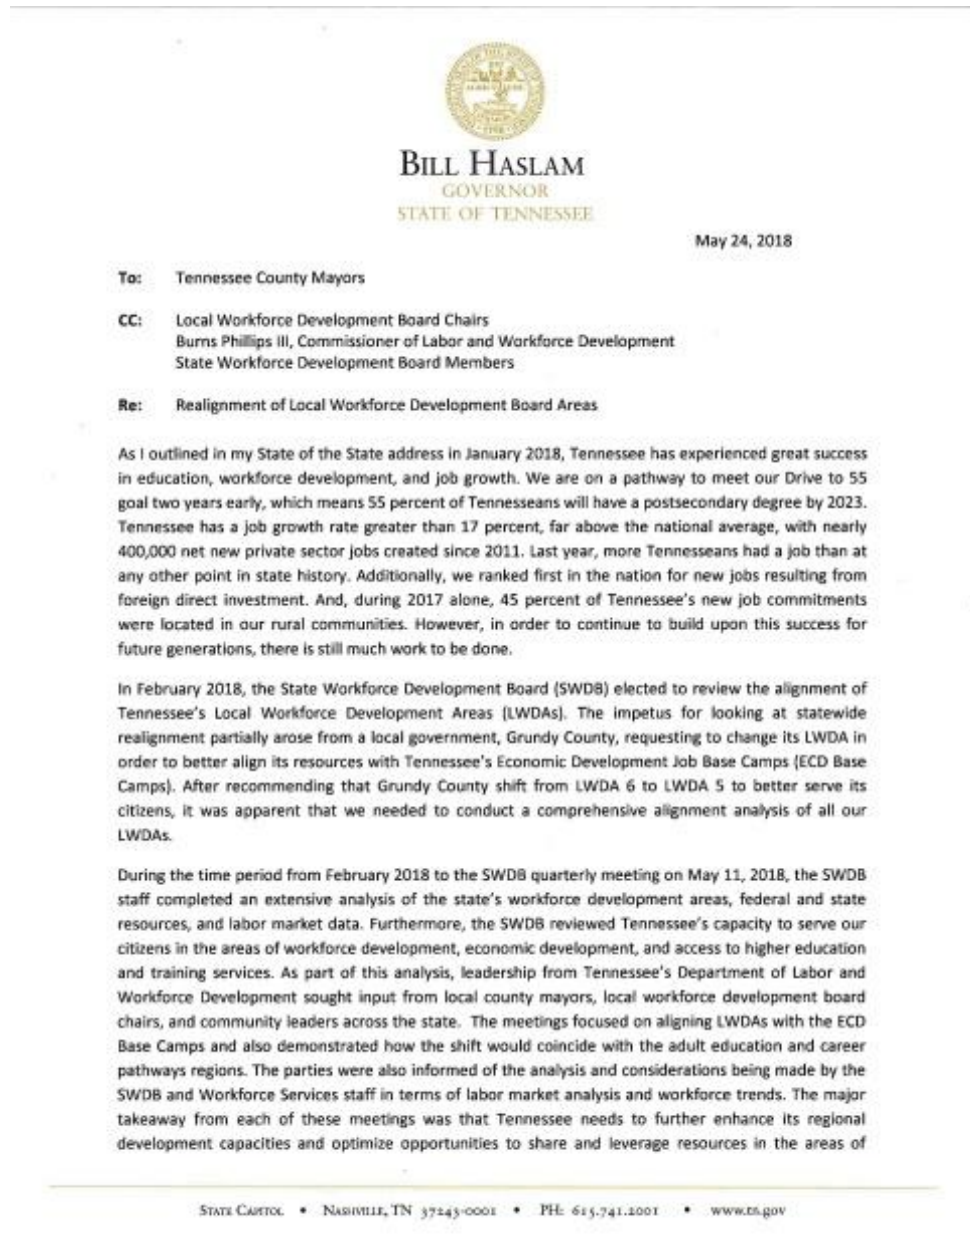 BILL HASLAM
GOVERNOR
STATE OF TENNESSEE
May 24, 2018
To: Tennessee County Mayors
CC: Local Workforce Development Board Chairs
Burns Phillips III, Commissioner of Labor and Workforce Development
State Workforce Development Board Members
Re: Realignment of Local Workforce Development Board Areas
As I outlined in my State of the State address in January 2018, Tennessee has experienced great success
in education, workforce development, and job growth. We are on a pathway to meet our Drive to 55
goal two years early, which means 55 percent of Tennesseans will have a postsecondary degree by 2023.
Tennessee has a job growth rate greater than 17 percent, far above the national average, with nearly
400,000 net new private sector jobs created since 2011. Last year, more Tennesseans had a job than at
any other point in state history. Additionally, we ranked first in the nation for new jobs resulting from
foreign direct investment. And, during 2017 alone, 45 percent of Tennessee's new job commitments
were located in our rural communities. However, in order to continue to build upon this success for
future generations, there is still much work to be done.
In February 2018, the State Workforce Development Board (SWDB) elected to review the alignment of
Tennessee's Local Workforce Development Areas (LWDAs). The impetus for looking at statewide
realignment partially arose from a local government, Grundy County, requesting to change its LWDA in
order to better align its resources with Tennessee's Economic Development Job Base Camps (ECD Base
Camps). After recommending that Grundy County shift from LWDA 6 to LWDA 5 to better serve its
citizens, it was apparent that we needed to conduct a comprehensive alignment analysis of all our
LWDAs.
During the time period from February 2018 to the SWDB quarterly meeting on May 11, 2018, the SWDB
staff completed an extensive analysis of the state's workforce development areas, federal and state
resources, and labor market data. Furthermore, the SWDB reviewed Tennessee's capacity to serve our
citizens in the areas of workforce development, economic development, and access to higher education
and training services. As part of this analysis, leadership from Tennessee's Department of Labor and
Workforce Development sought input from local county mayors, local workforce development board
chairs, and community leaders across the state. The meetings focused on aligning LWDAs with the ECD
Base Camps and also demonstrated how the shift would coincide with the adult education and career
pathways regions. The parties were also informed of the analysis and considerations being made by the
SWDB and Workforce Services staff in terms of labor market analysis and workforce trends. The major
takeaway from each of these meetings was that Tennessee needs to further enhance its regional
development capacities and optimize opportunities to share and leverage resources in the areas of
STATE CAPITOL • NASHVILLE, TN 37243-0001 • PH: 615.741.2001 • www.tn.gov